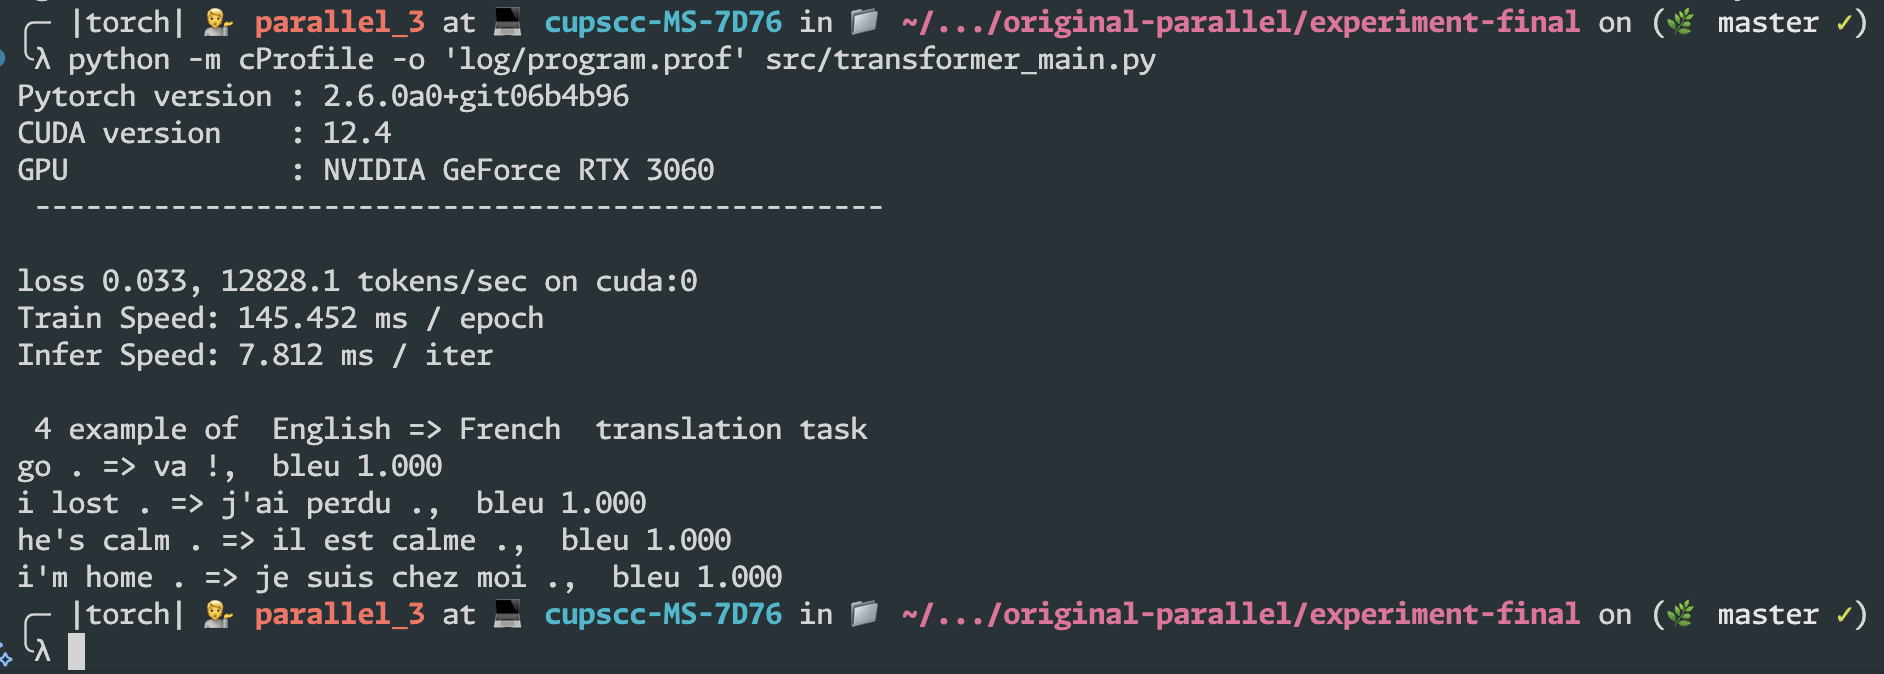 |torch| parallel_3 at cupscc-MS-7D76 in ~/.../original-parallel/experiment-final on ( master ✓)
λ python -m cProfile -o 'log/program.prof' src/transformer_main.py
Pytorch version : 2.6.0a0+git06b4b96
CUDA version    : 12.4
GPU             : NVIDIA GeForce RTX 3060
--------------------------------------------------
loss 0.033, 12828.1 tokens/sec on cuda:0
Train Speed: 145.452 ms / epoch
Infer Speed: 7.812 ms / iter
4 example of  English => French  translation task
go . => va !,  bleu 1.000
i lost . => j'ai perdu .,  bleu 1.000
he's calm . => il est calme .,  bleu 1.000
i'm home . => je suis chez moi .,  bleu 1.000
|torch| parallel_3 at cupscc-MS-7D76 in ~/.../original-parallel/experiment-final on ( master ✓)
λ